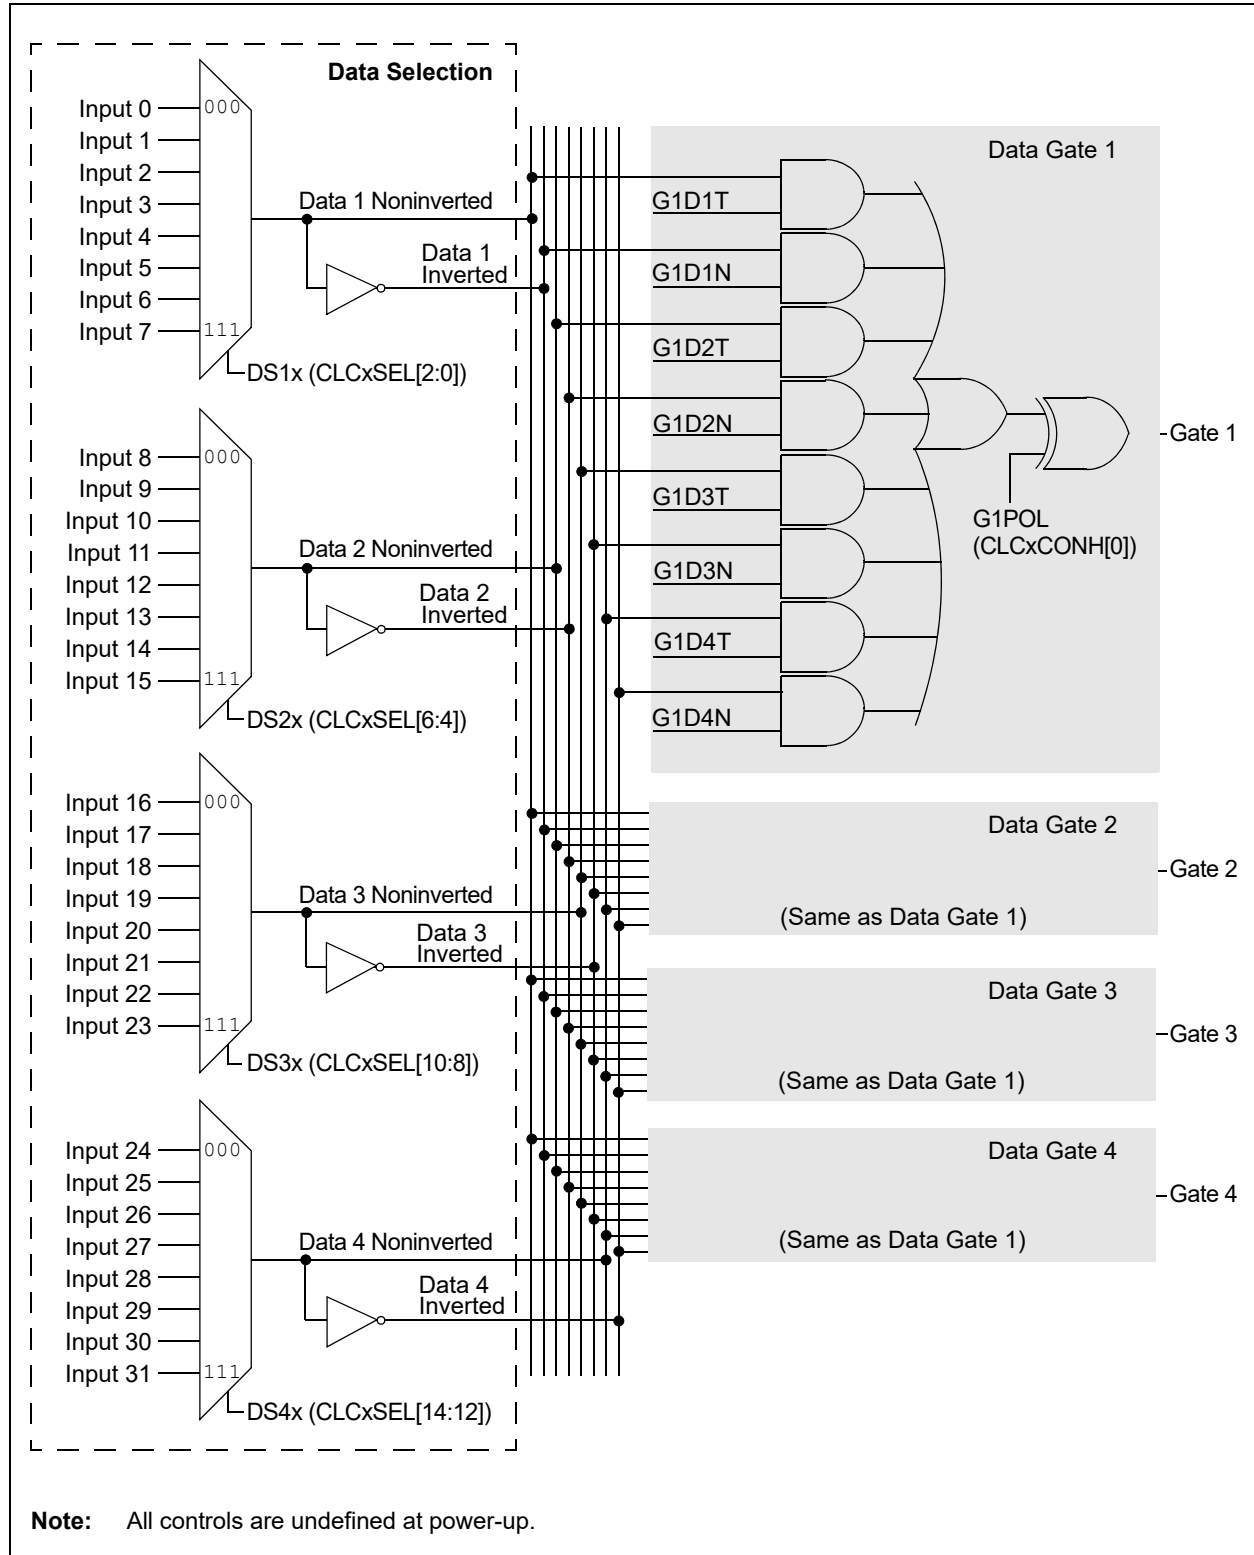 Data Selection
Input 0
000
Input 1
Input 2
Input 3
Input 4
Input 5
Input 6
Input 7
111
Data 1 Noninverted
Data 1
Inverted
DS1x (CLCxSEL[2:0])
Input 8
000
Input 9
Input 10
Input 11
Input 12
Input 13
Input 14
Input 15
111
Data 2 Noninverted
Data 2
Inverted
DS2x (CLCxSEL[6:4])
Input 16
000
Input 17
Input 18
Input 19
Input 20
Input 21
Input 22
Input 23
111
Data 3 Noninverted
Data 3
Inverted
DS3x (CLCxSEL[10:8])
Input 24
000
Input 25
Input 26
Input 27
Input 28
Input 29
Input 30
Input 31
111
Data 4 Noninverted
Data 4
Inverted
DS4x (CLCxSEL[14:12])
Data Gate 1
G1D1T
G1D1N
G1D2T
G1D2N
G1D3T
G1D3N
G1D4T
G1D4N
G1POL
(CLCxCONH[0])
Gate 1
Data Gate 2
(Same as Data Gate 1)
Gate 2
Data Gate 3
(Same as Data Gate 1)
Gate 3
Data Gate 4
(Same as Data Gate 1)
Gate 4
Note: All controls are undefined at power-up.